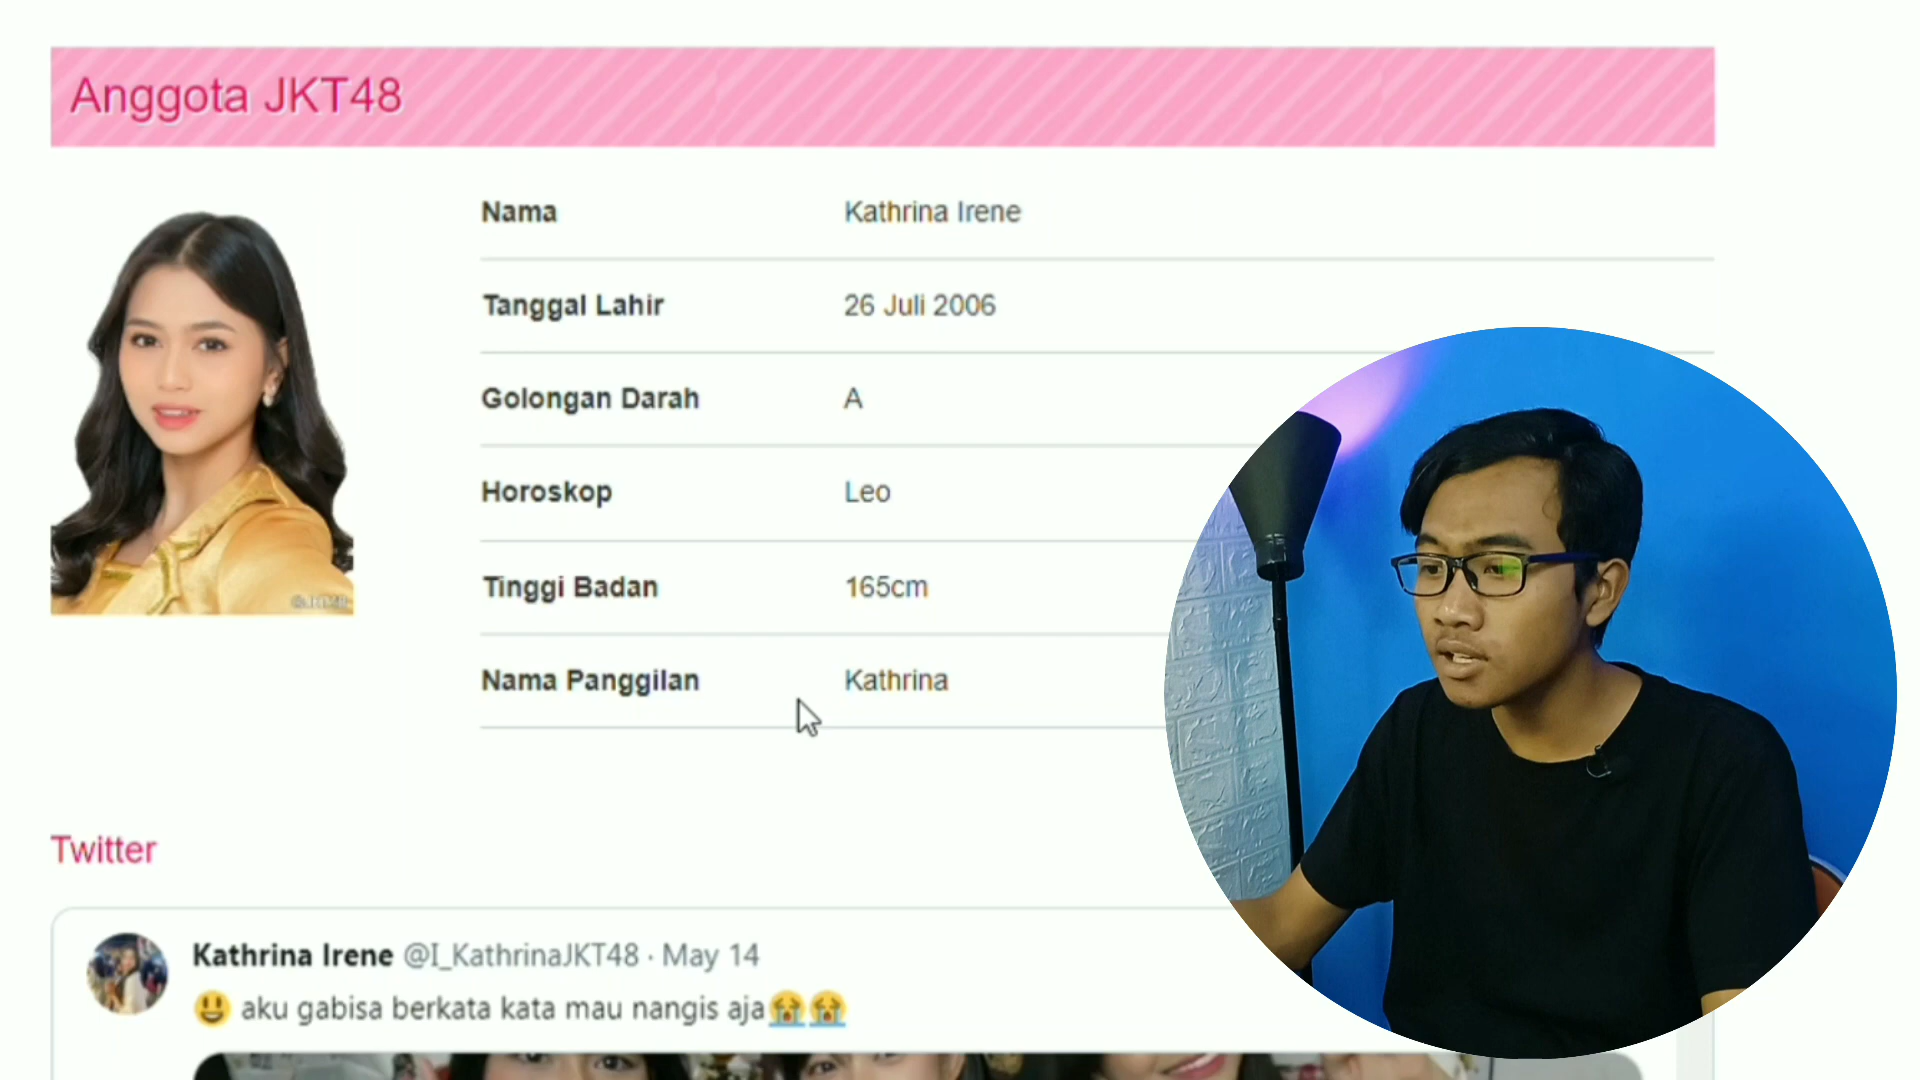 Anggota JKT48
Nama Kathrina Irene
Tanggal Lahir 26 Juli 2006
Golongan Darah A
Horoskop Leo
Tinggi Badan 165cm
Nama Panggilan Kathrina
Twitter
Kathrina Irene @I_KathrinaJKT48 · May 14
😃 aku gabisa berkata kata mau nangis aja😭😭